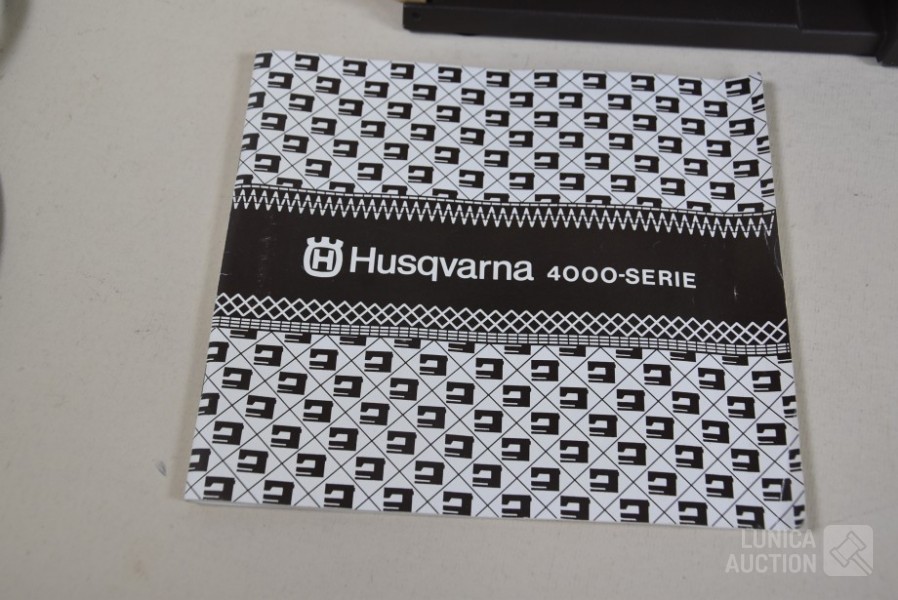 Husqvarna 4000-SERIE
LUNICA
AUCTION